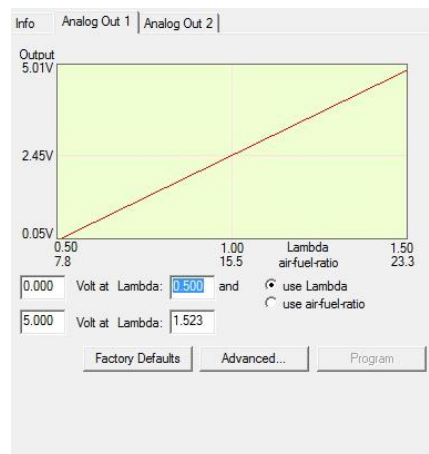 Info Analog Out 1 Analog Out 2
Output
5.01V
2.45V
0.05V
0.50 1.00 Lambda 1.50
7.8 15.5 air-fuel-ratio 23.3
0.000 Volt at Lambda: 0.500 and use Lambda
use air-fuel-ratio
5.000 Volt at Lambda: 1.523
Factory Defaults Advanced... Program